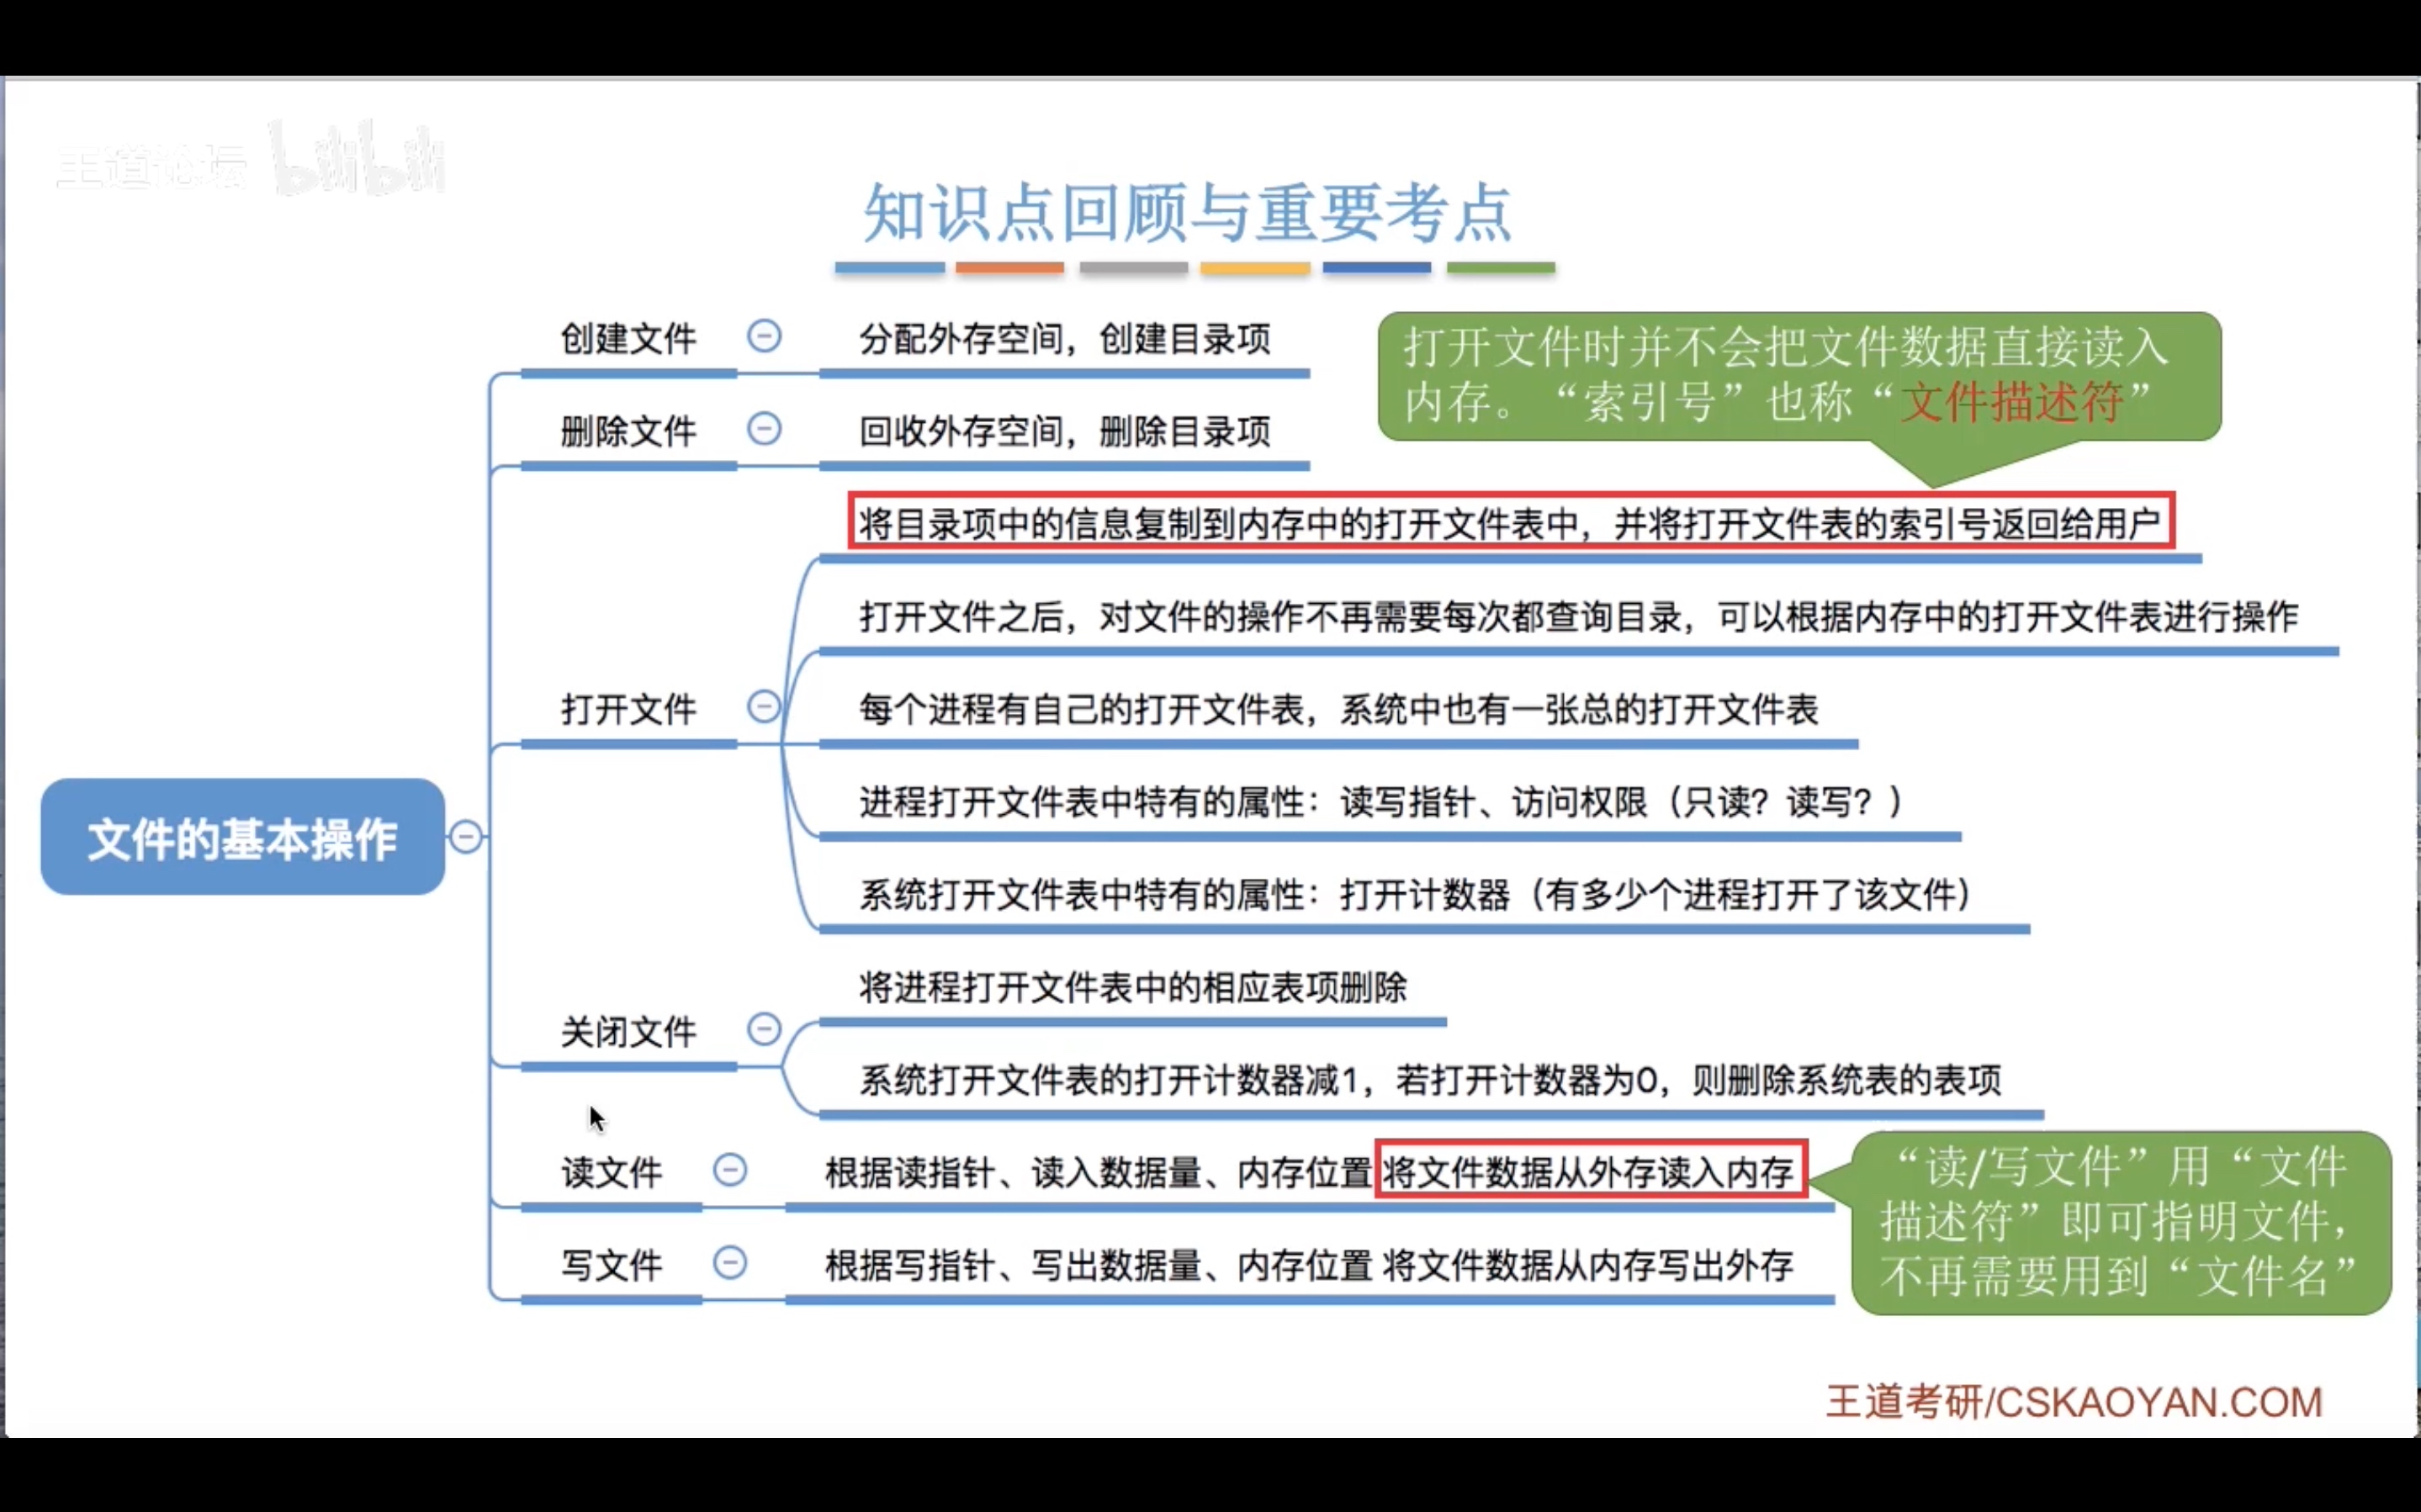 王道论坛 bilibili
知识点回顾与重要考点
创建文件
分配外存空间，创建目录项
打开文件时并不会把文件数据直接读入
内存。“索引号”也称“文件描述符”
删除文件
回收外存空间，删除目录项
将目录项中的信息复制到内存中的打开文件表中，并将打开文件表的索引号返回给用户
打开文件之后，对文件的操作不再需要每次都查询目录，可以根据内存中的打开文件表进行操作
打开文件
每个进程有自己的打开文件表，系统中也有一张总的打开文件表
进程打开文件表中特有的属性：读写指针、访问权限（只读？读写？）
文件的基本操作
系统打开文件表中特有的属性：打开计数器（有多少个进程打开了该文件）
将进程打开文件表中的相应表项删除
关闭文件
系统打开文件表的打开计数器减1，若打开计数器为0，则删除系统表的表项
读文件
根据读指针、读入数据量、内存位置 将文件数据从外存读入内存
“读/写文件”用“文件
描述符”即可指明文件，
不再需要用到“文件名”
写文件
根据写指针、写出数据量、内存位置 将文件数据从内存写出外存
王道考研/CSKAOYAN.COM